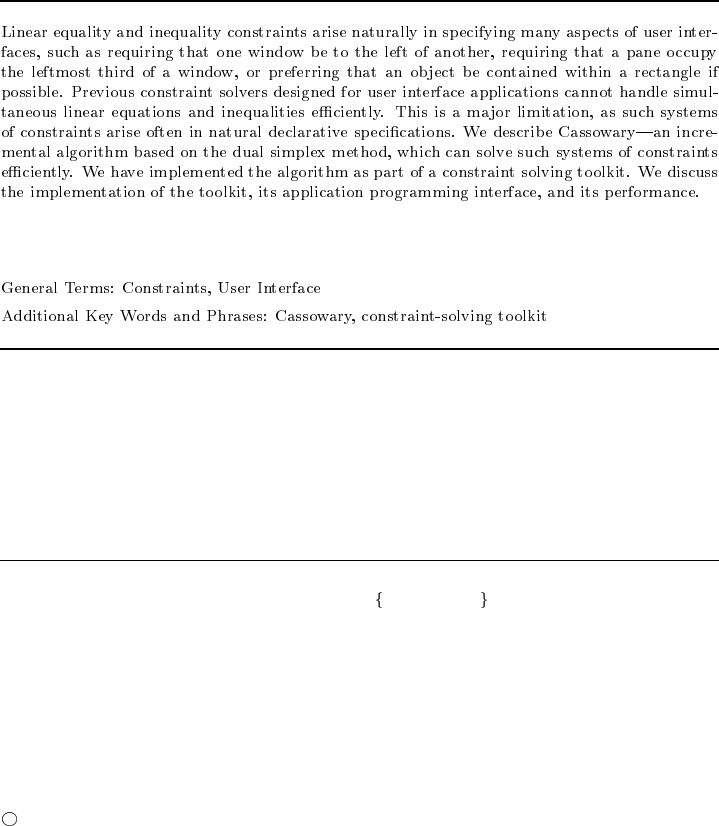 Linear equality and inequality constraints arise naturally in specifying many aspects of user inter-
faces, such as requiring that one window be to the left of another, requiring that a pane occupy
the leftmost third of a window, or preferring that an object be contained within a rectangle if
possible. Previous constraint solvers designed for user interface applications cannot handle simul-
taneous linear equations and inequalities efficiently. This is a major limitation, as such systems
of constraints arise often in natural declarative specifications. We describe Cassowary—an incre-
mental algorithm based on the dual simplex method, which can solve such systems of constraints
efficiently. We have implemented the algorithm as part of a constraint solving toolkit. We discuss
the implementation of the toolkit, its application programming interface, and its performance.
General Terms: Constraints, User Interface
Additional Key Words and Phrases: Cassowary, constraint-solving toolkit
{ }